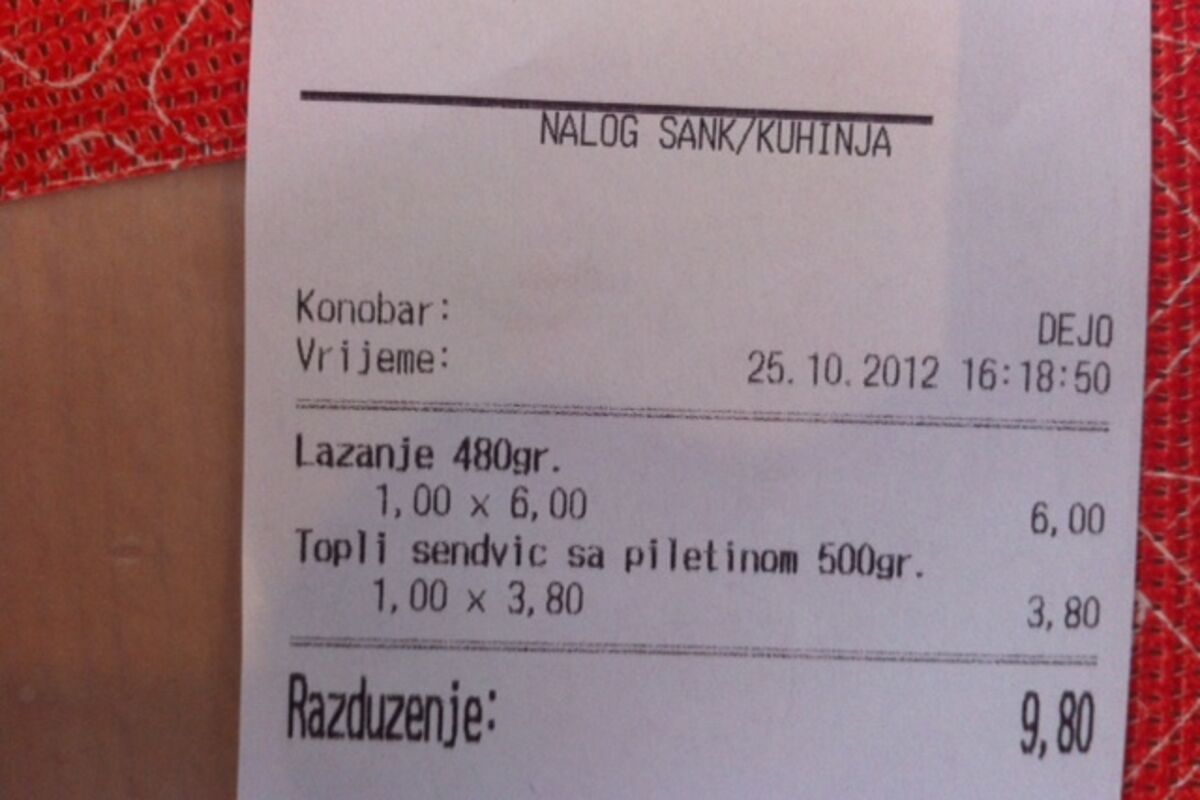 NALOG SANK/KUHINJA
Konobar: DEJO
Vrijeme: 25.10.2012 16:18:50
Lazanje 480gr.
1,00 x 6,00 6,00
Topli sendvic sa piletinom 500gr.
1,00 x 3,80 3,80
Razduzenje: 9,80